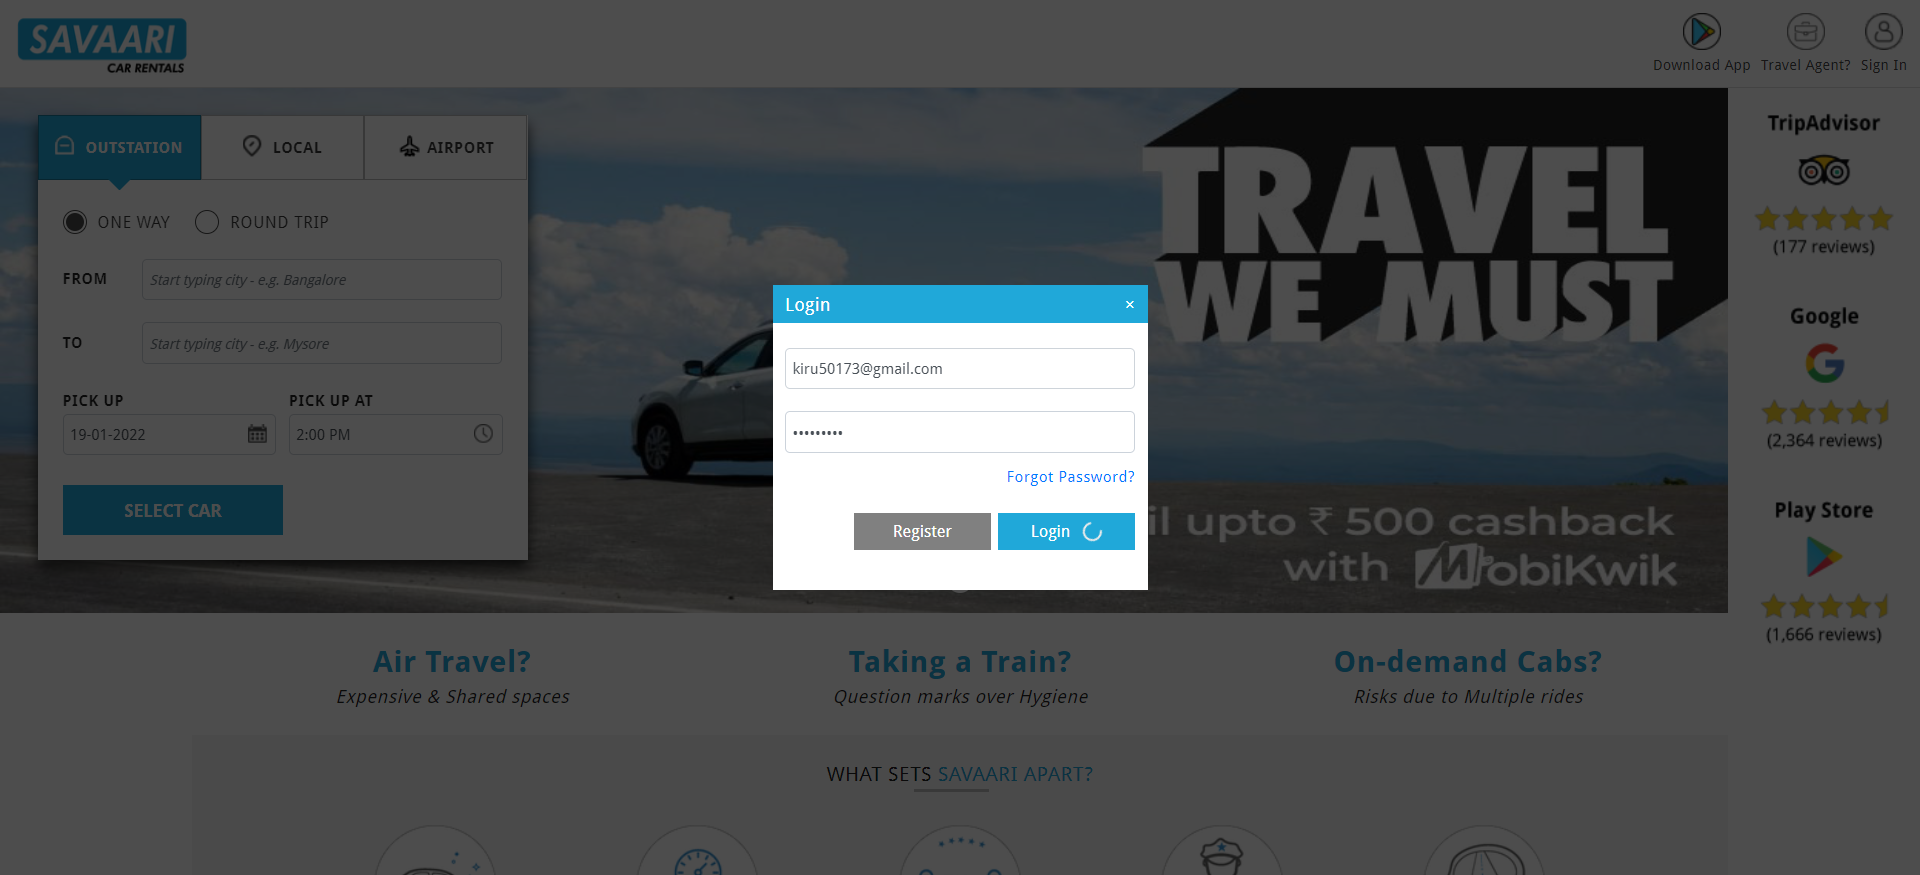 SAVAARI
CAR RENTALS
Download App
Travel Agent?
Sign In
OUTSTATION
LOCAL
AIRPORT
ONE WAY
ROUND TRIP
FROM
Start typing city - e.g. Bangalore
TO
Start typing city - e.g. Mysore
PICK UP
PICK UP AT
19-01-2022
2:00 PM
SELECT CAR
TRAVEL
WE MUST
il upto ₹ 500 cashback
with MobiKwik
Login ×
kiru50173@gmail.com
•••••••••
Forgot Password?
Register
Login
TripAdvisor
(177 reviews)
Google
(2,364 reviews)
Play Store
(1,666 reviews)
Air Travel?
Expensive & Shared spaces
Taking a Train?
Question marks over Hygiene
On-demand Cabs?
Risks due to Multiple rides
WHAT SETS SAVAARI APART?